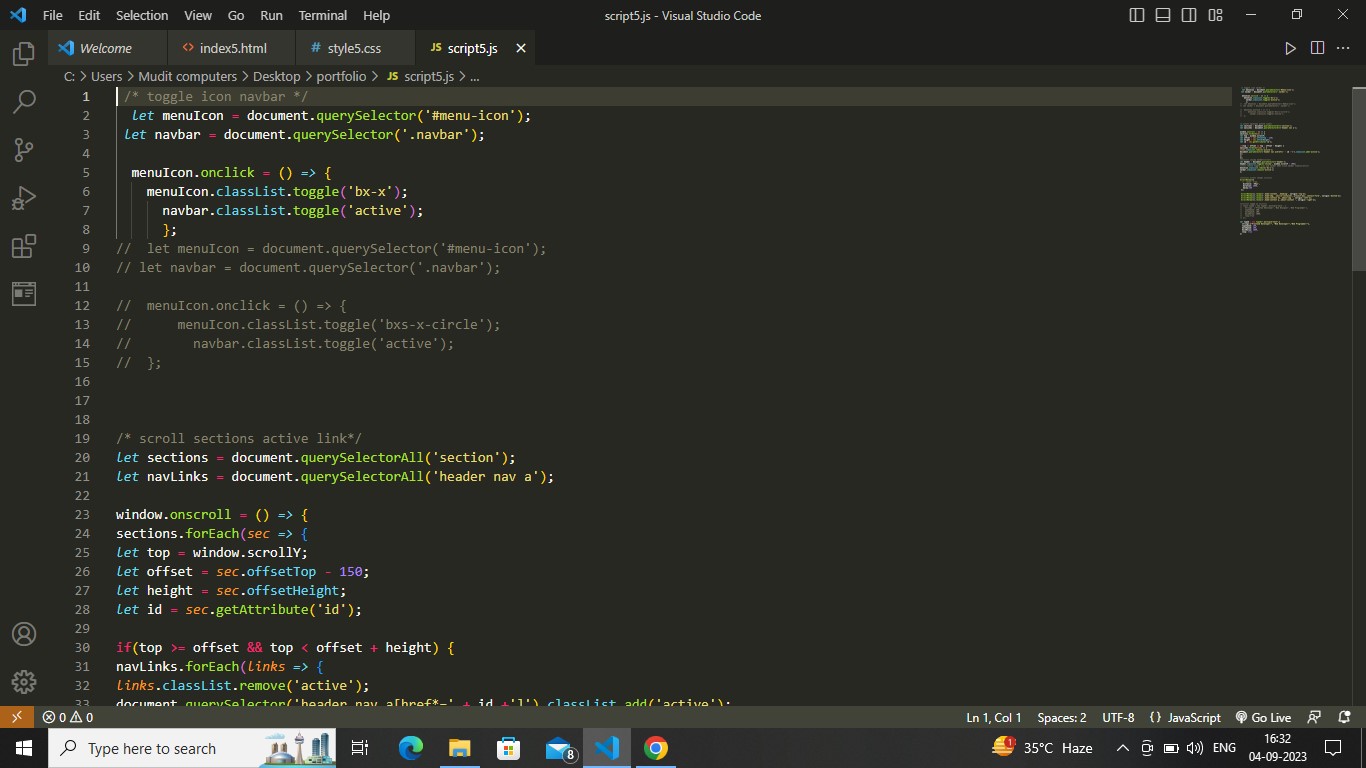 File Edit Selection View Go Run Terminal Help script5.js - Visual Studio Code
Welcome <> index5.html # style5.css JS script5.js
C: > Users > Mudit computers > Desktop > portfolio > JS script5.js > ...
1 /* toggle icon navbar */
2 let menuIcon = document.querySelector('#menu-icon');
3 let navbar = document.querySelector('.navbar');
4
5 menuIcon.onclick = () => {
6 menuIcon.classList.toggle('bx-x');
7 navbar.classList.toggle('active');
8 };
9 // let menuIcon = document.querySelector('#menu-icon');
10 // let navbar = document.querySelector('.navbar');
11
12 // menuIcon.onclick = () => {
13 // menuIcon.classList.toggle('bxs-x-circle');
14 // navbar.classList.toggle('active');
15 // };
16
17
18
19 /* scroll sections active link*/
20 let sections = document.querySelectorAll('section');
21 let navLinks = document.querySelectorAll('header nav a');
22
23 window.onscroll = () => {
24 sections.forEach(sec => {
25 let top = window.scrollY;
26 let offset = sec.offsetTop - 150;
27 let height = sec.offsetHeight;
28 let id = sec.getAttribute('id');
29
30 if(top >= offset && top < offset + height) {
31 navLinks.forEach(links => {
32 links.classList.remove('active');
33 document.querySelector('header nav a[href*=' + id +']').classList.add('active');
0 0 Ln 1, Col 1 Spaces: 2 UTF-8 {} JavaScript Go Live
Type here to search 8 1 35°C Haze ENG 16:32
04-09-2023